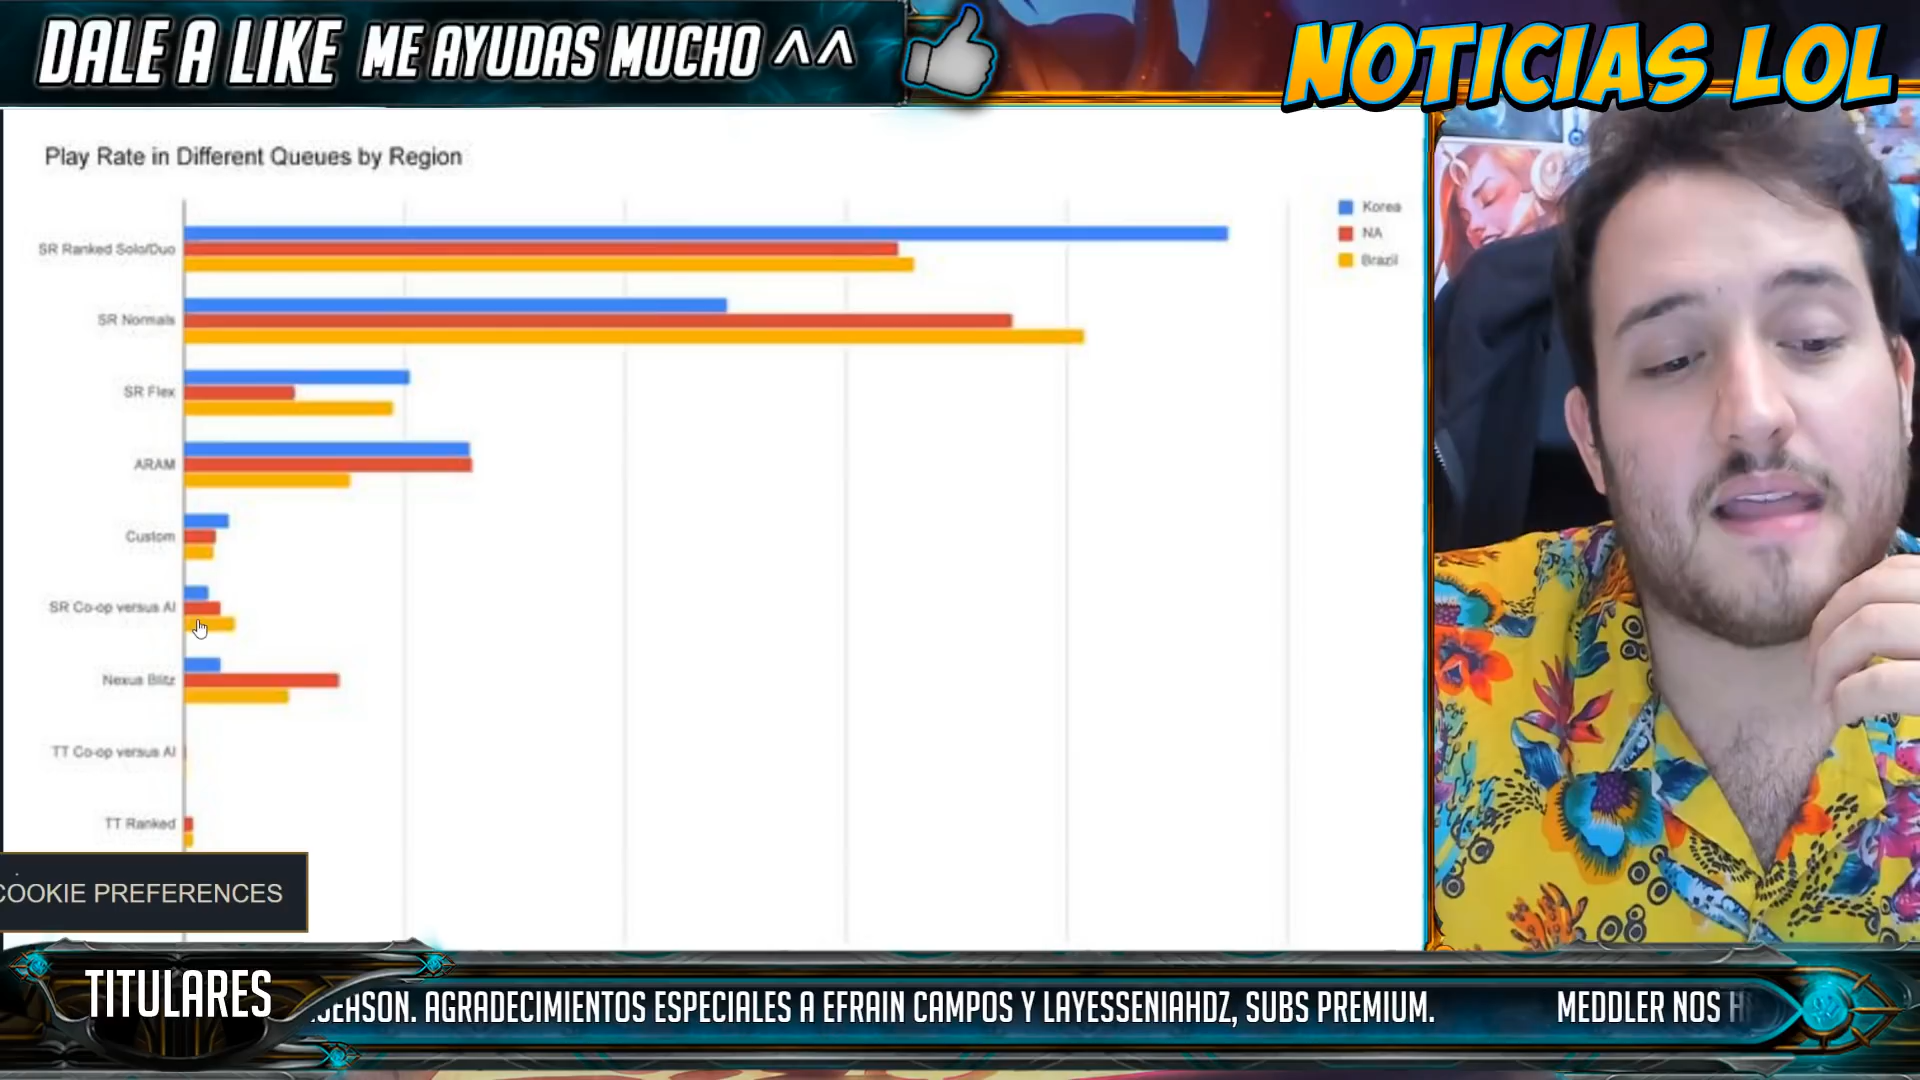 DALE A LIKE ME AYUDAS MUCHO ^^
NOTICIAS LOL
Play Rate in Different Queues by Region
Korea
NA
Brazil
SR Ranked Solo/Duo
SR Normals
SR Flex
ARAM
Custom
SR Co-op versus AI
Nexus Blitz
TT Co-op versus AI
TT Ranked
COOKIE PREFERENCES
TITULARES
SEASON. AGRADECIMIENTOS ESPECIALES A EFRAIN CAMPOS Y LAYESSENIAHDZ, SUBS PREMIUM. MEDDLER NOS H